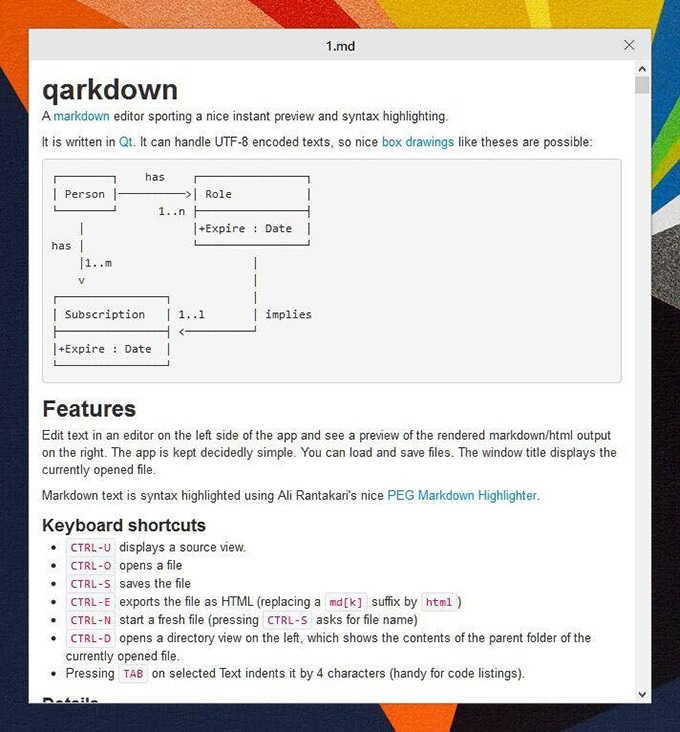 1.md
qarkdown
A markdown editor sporting a nice instant preview and syntax highlighting.
It is written in Qt. It can handle UTF-8 encoded texts, so nice box drawings like theses are possible:
has
Person
Role
1..n
+Expire : Date
has
1..m
v
Subscription
1..1
implies
+Expire : Date
Features
Edit text in an editor on the left side of the app and see a preview of the rendered markdown/html output
on the right. The app is kept decidedly simple. You can load and save files. The window title displays the
currently opened file.
Markdown text is syntax highlighted using Ali Rantakari's nice PEG Markdown Highlighter.
Keyboard shortcuts
• CTRL-U displays a source view.
• CTRL-O opens a file
• CTRL-S saves the file
• CTRL-E exports the file as HTML (replacing a md[k] suffix by html )
• CTRL-N start a fresh file (pressing CTRL-S asks for file name)
• CTRL-D opens a directory view on the left, which shows the contents of the parent folder of the
currently opened file.
• Pressing TAB on selected Text indents it by 4 characters (handy for code listings).
Details